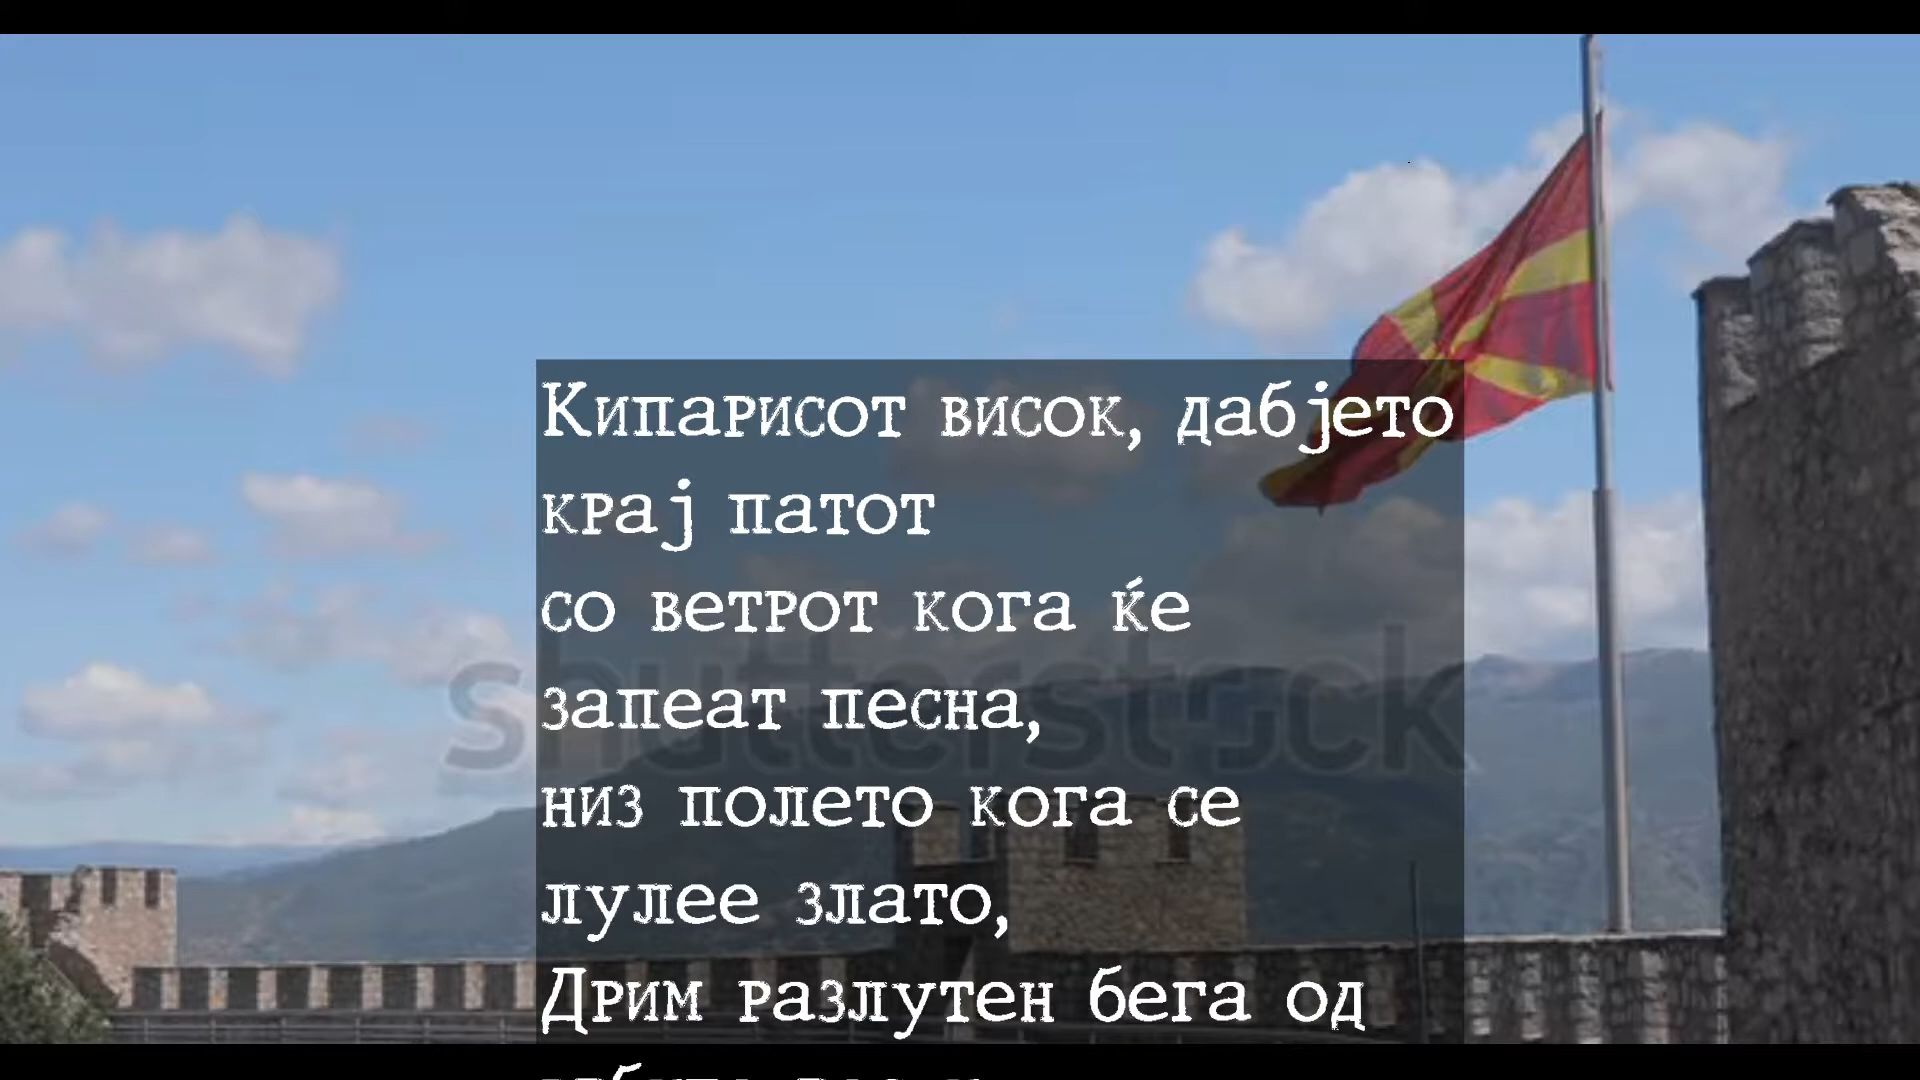 Кипарисот висок, дабјето
крај патот
со ветрот кога ќе
запеат песна,
низ полето кога се
лулее злато,
Дрим разлутен бега од
shutterstock